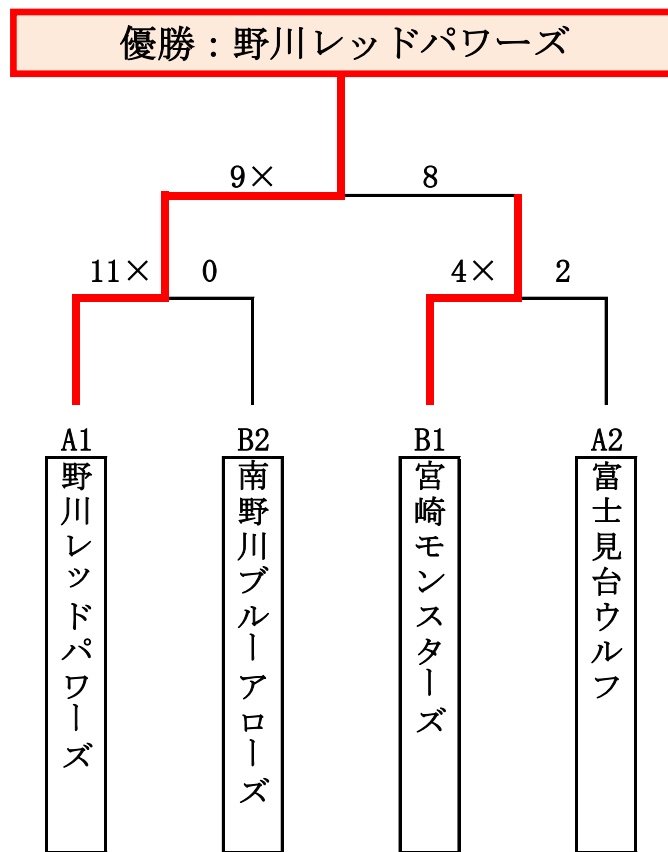 優勝：野川レッドパワーズ
9×
8
11×
0
4×
2
A1
B2
B1
A2
野川レッドパワーズ
南野川ブルーアローズ
宮崎モンスターズ
富士見台ウルフ